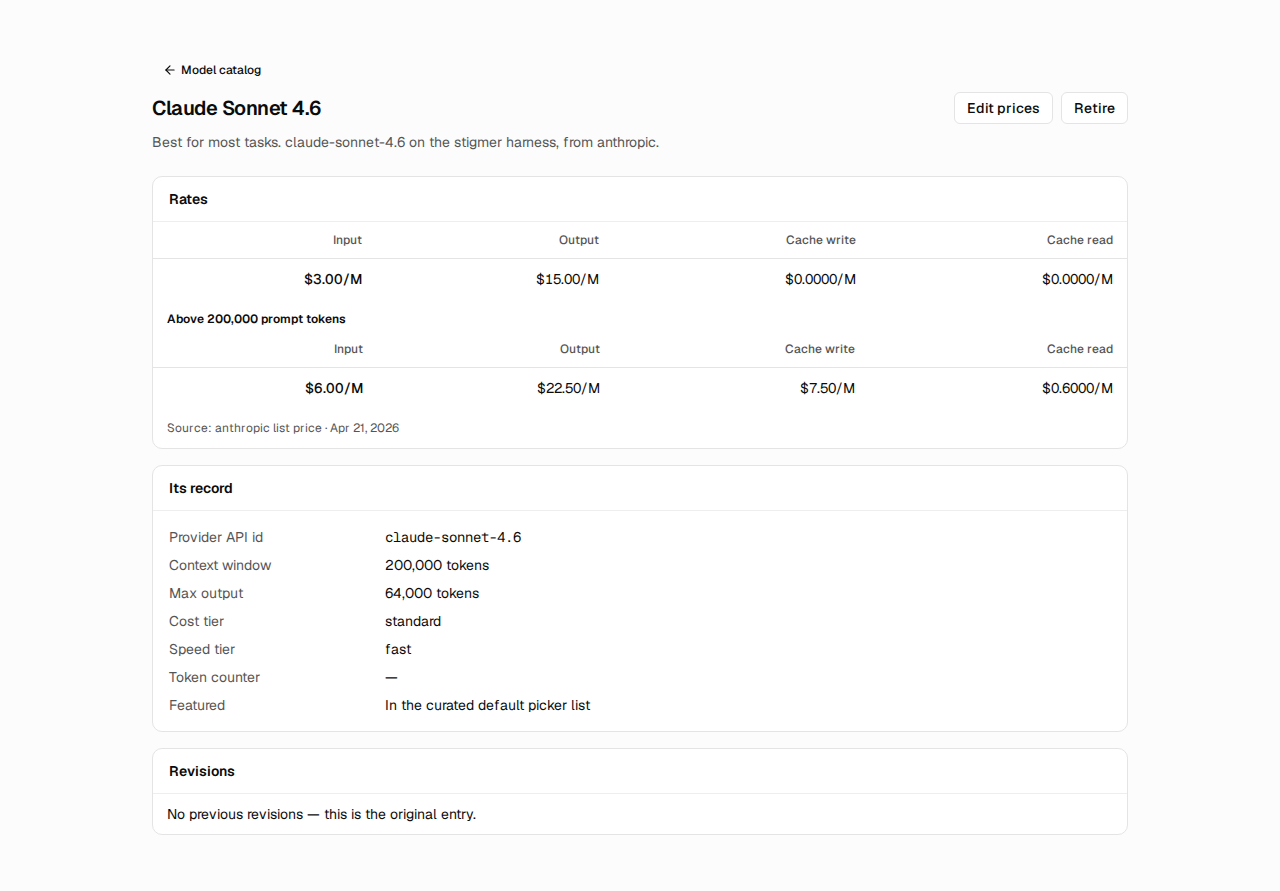 ← Model catalog
Claude Sonnet 4.6
Edit prices
Retire
Best for most tasks. claude-sonnet-4.6 on the stigmer harness, from anthropic.
Rates
Input Output Cache write Cache read
$3.00/M $15.00/M $0.0000/M $0.0000/M
Above 200,000 prompt tokens
Input Output Cache write Cache read
$6.00/M $22.50/M $7.50/M $0.6000/M
Source: anthropic list price · Apr 21, 2026
Its record
Provider API id claude-sonnet-4.6
Context window 200,000 tokens
Max output 64,000 tokens
Cost tier standard
Speed tier fast
Token counter —
Featured In the curated default picker list
Revisions
No previous revisions — this is the original entry.